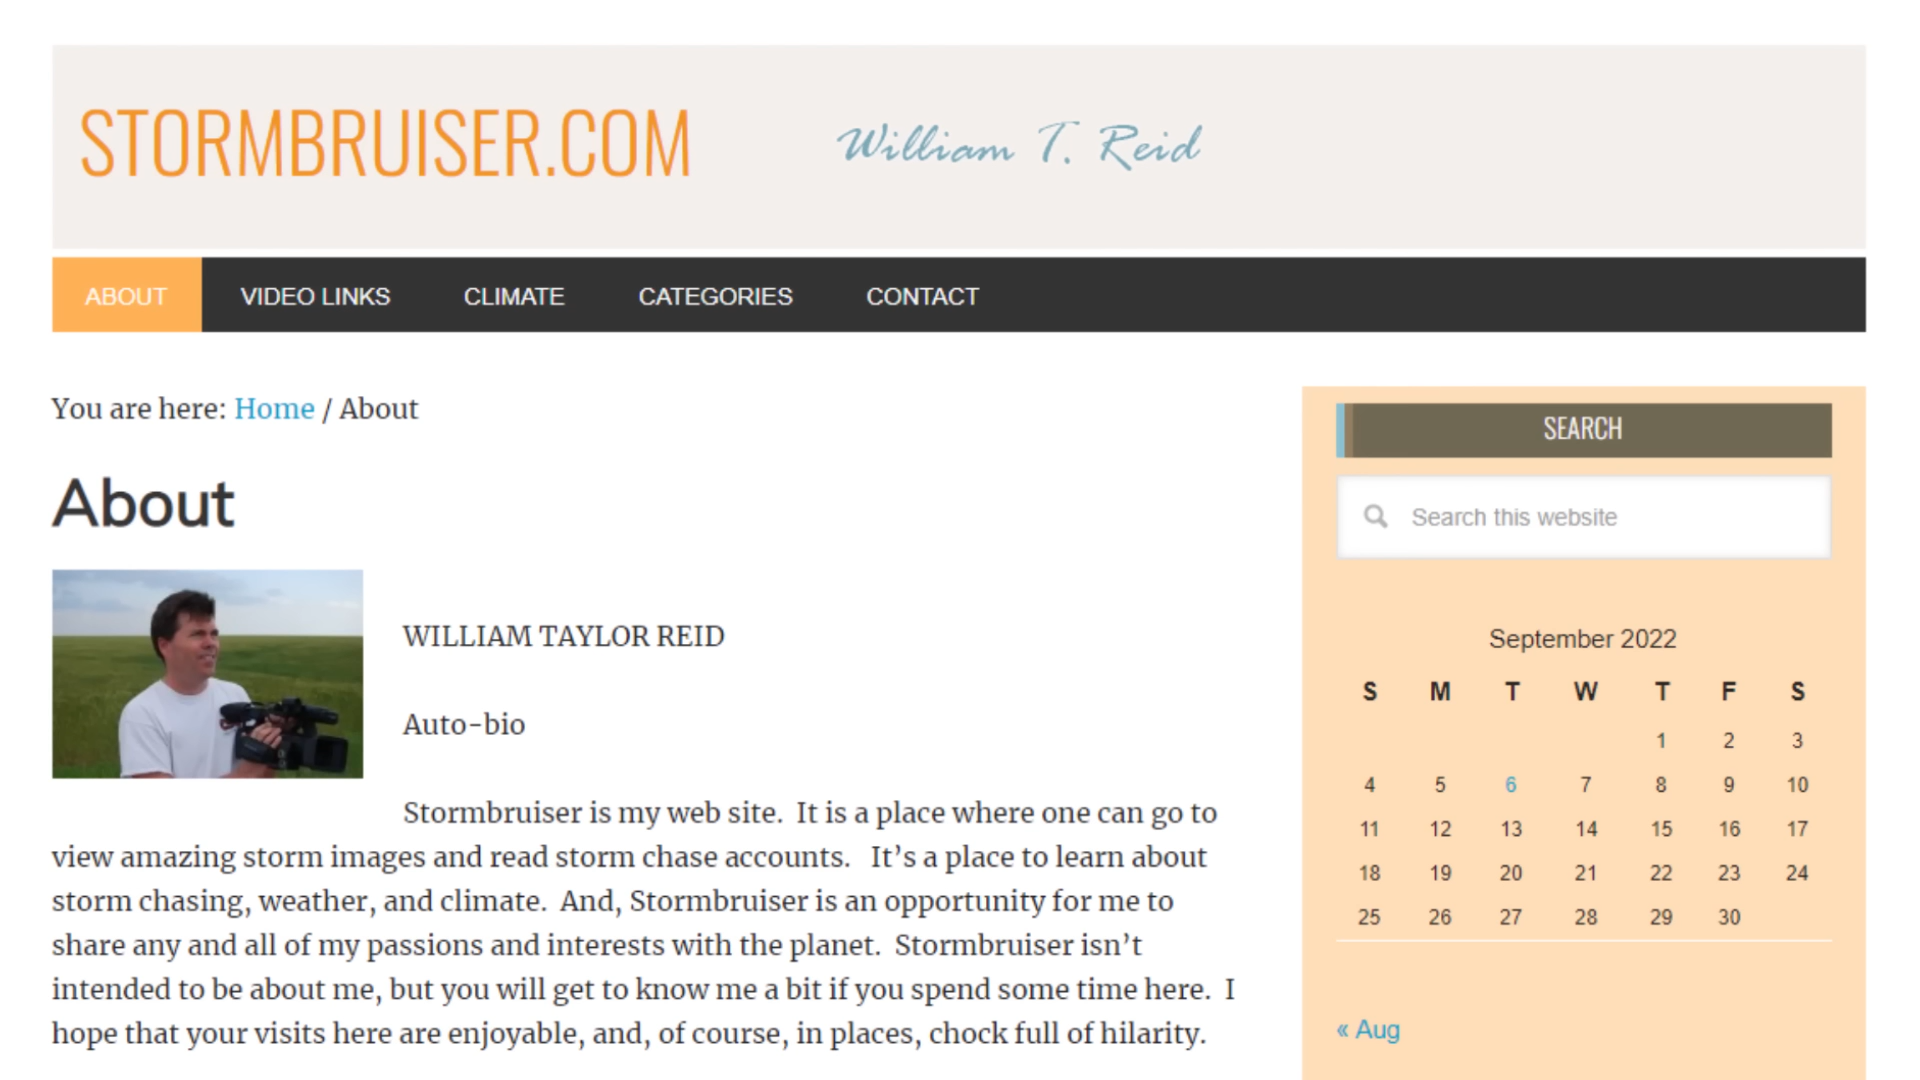 STORMBRUISER.COM
William T. Reid
ABOUT VIDEO LINKS CLIMATE CATEGORIES CONTACT
You are here: Home / About
About
WILLIAM TAYLOR REID
Auto-bio
Stormbruiser is my web site. It is a place where one can go to
view amazing storm images and read storm chase accounts. It's a place to learn about
storm chasing, weather, and climate. And, Stormbruiser is an opportunity for me to
share any and all of my passions and interests with the planet. Stormbruiser isn't
intended to be about me, but you will get to know me a bit if you spend some time here. I
hope that your visits here are enjoyable, and, of course, in places, chock full of hilarity.
SEARCH
Search this website
September 2022
S M T W T F S
1 2 3
4 5 6 7 8 9 10
11 12 13 14 15 16 17
18 19 20 21 22 23 24
25 26 27 28 29 30
« Aug